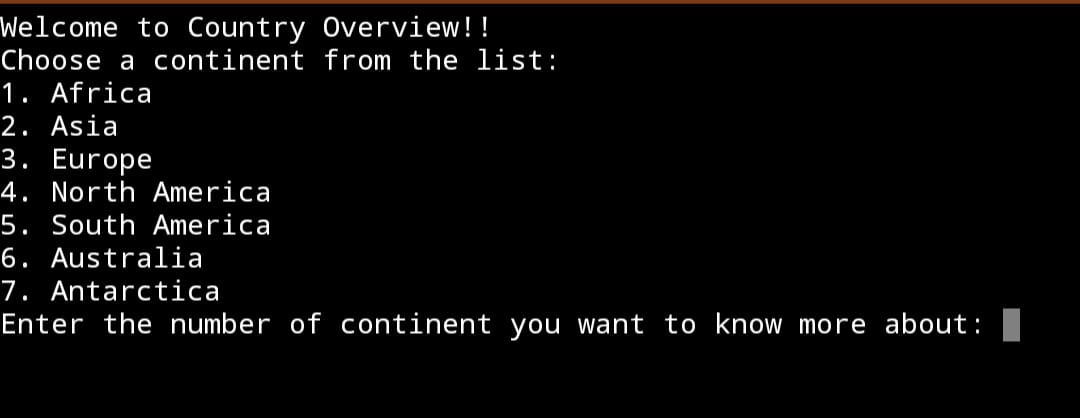 Welcome to Country Overview!!
Choose a continent from the list:
1. Africa
2. Asia
3. Europe
4. North America
5. South America
6. Australia
7. Antarctica
Enter the number of continent you want to know more about: